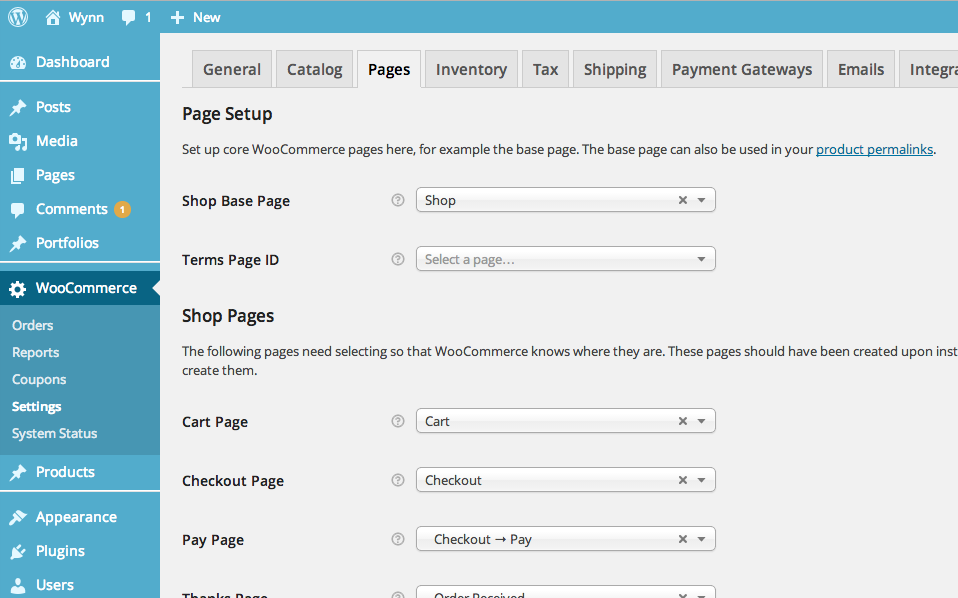 Wynn 1 New
Dashboard
Posts
Media
Pages
Comments 1
Portfolios
WooCommerce
Orders
Reports
Coupons
Settings
System Status
Products
Appearance
Plugins
Users
General Catalog Pages Inventory Tax Shipping Payment Gateways Emails Integra
Page Setup
Set up core WooCommerce pages here, for example the base page. The base page can also be used in your product permalinks.
Shop Base Page ? Shop
Terms Page ID ? Select a page...
Shop Pages
The following pages need selecting so that WooCommerce knows where they are. These pages should have been created upon inst
create them.
Cart Page ? Cart
Checkout Page ? Checkout
Pay Page ? Checkout → Pay
Thanks Page Order Received